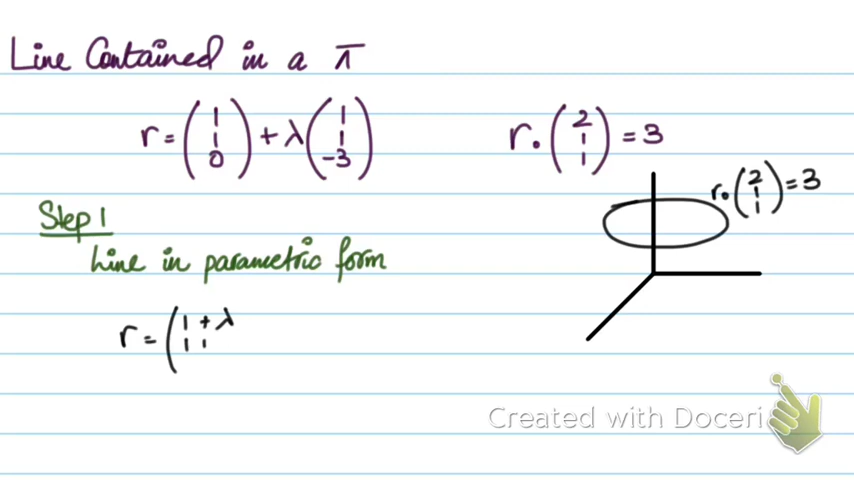 Line Contained in a π
r = (1 1 0) + λ (1 1 -3)
r . (2 1 1) = 3
r . (2 1 1) = 3
Step 1
Line in parametric form
r = ( 1 + λ
1
Created with Doceri